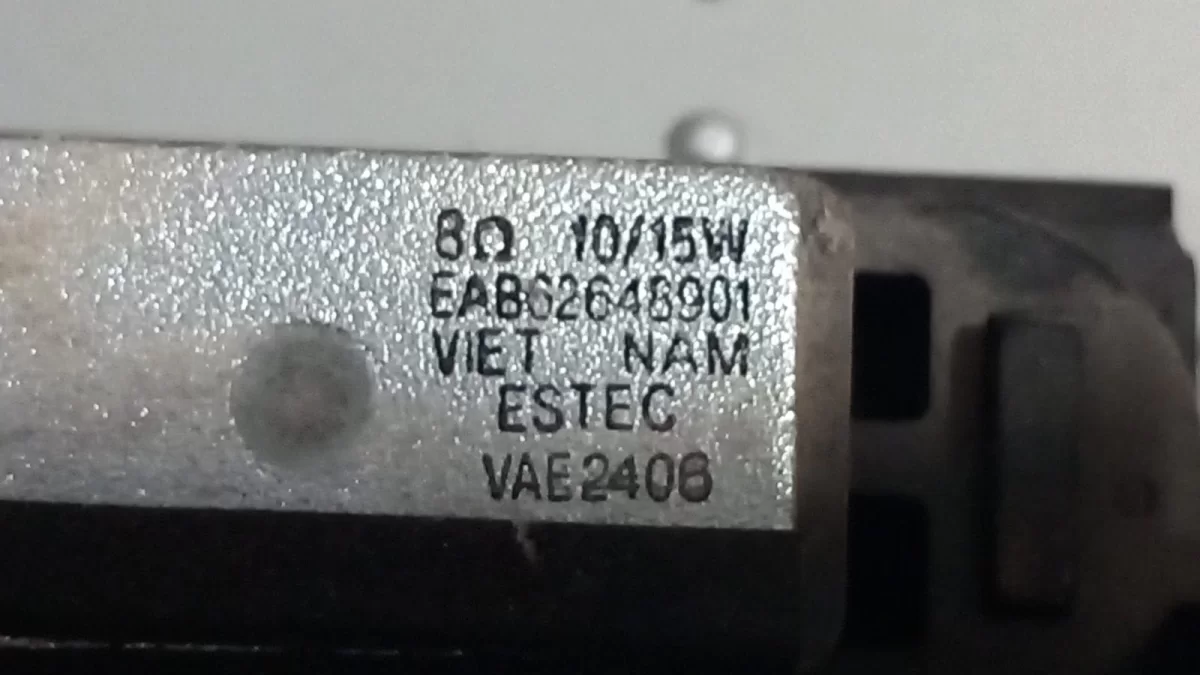 8Ω 10/15W
EAB62648901
VIET NAM
ESTEC
VAE2406